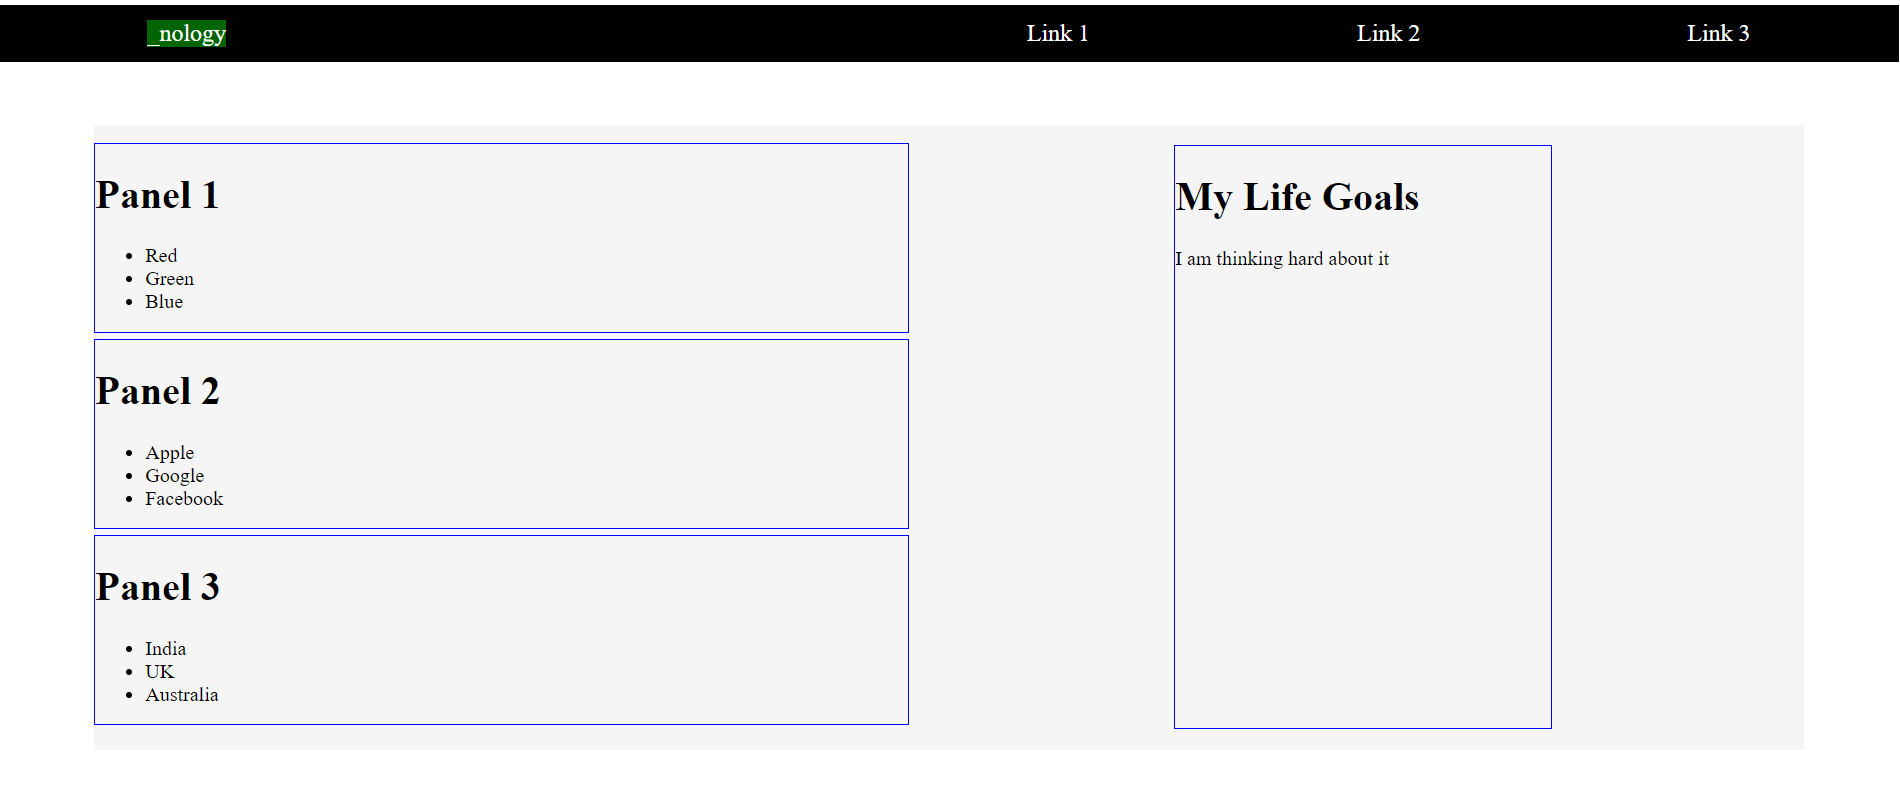 _nology
Link 1
Link 2
Link 3
Panel 1
Red
Green
Blue
Panel 2
Apple
Google
Facebook
Panel 3
India
UK
Australia
My Life Goals
I am thinking hard about it